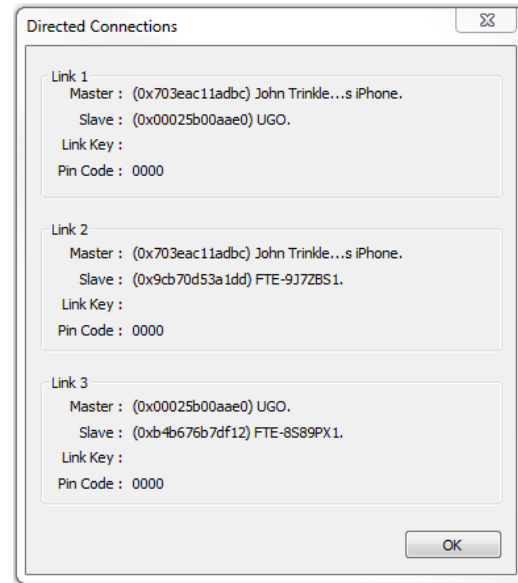 Directed Connections
Link 1
Master : (0x703eac11adbc) John Trinkle...s iPhone.
Slave : (0x00025b00aae0) UGO.
Link Key :
Pin Code : 0000
Link 2
Master : (0x703eac11adbc) John Trinkle...s iPhone.
Slave : (0x9cb70d53a1dd) FTE-9J7ZBS1.
Link Key :
Pin Code : 0000
Link 3
Master : (0x00025b00aae0) UGO.
Slave : (0xb4b676b7df12) FTE-8S89PX1.
Link Key :
Pin Code : 0000
OK